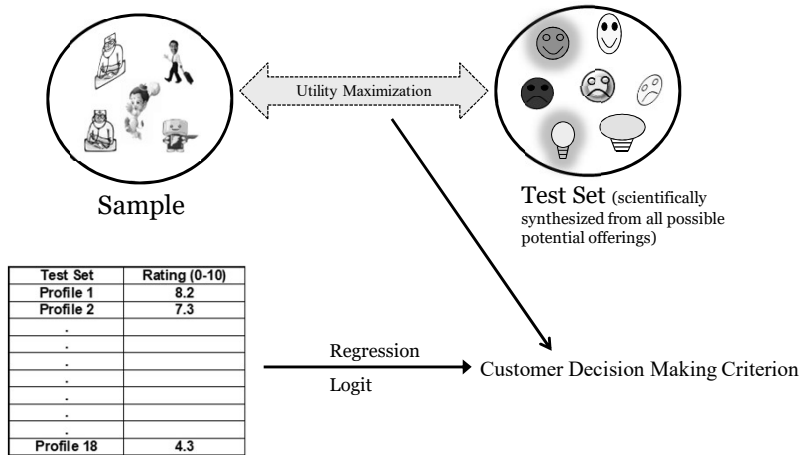 Utility Maximization
Sample
Test Set (scientifically
synthesized from all possible
potential offerings)
Test Set Rating (0-10)
Profile 1 8.2
Profile 2 7.3
.
.
.
.
.
.
.
Profile 18 4.3
Regression
Logit
Customer Decision Making Criterion